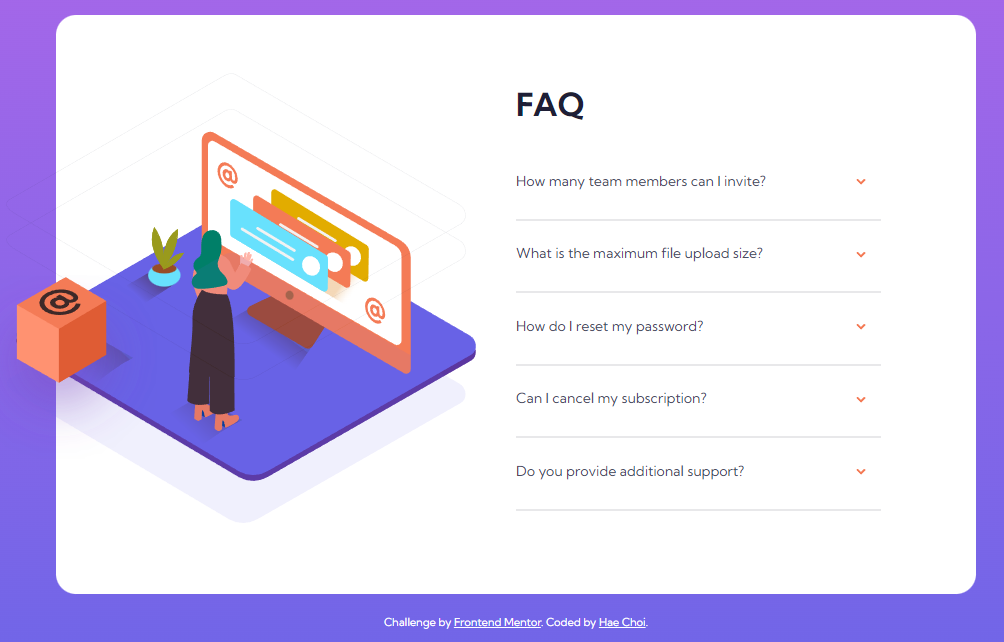 FAQ
How many team members can I invite?
What is the maximum file upload size?
How do I reset my password?
Can I cancel my subscription?
Do you provide additional support?
@
@
@
Challenge by Frontend Mentor. Coded by Hae Choi.